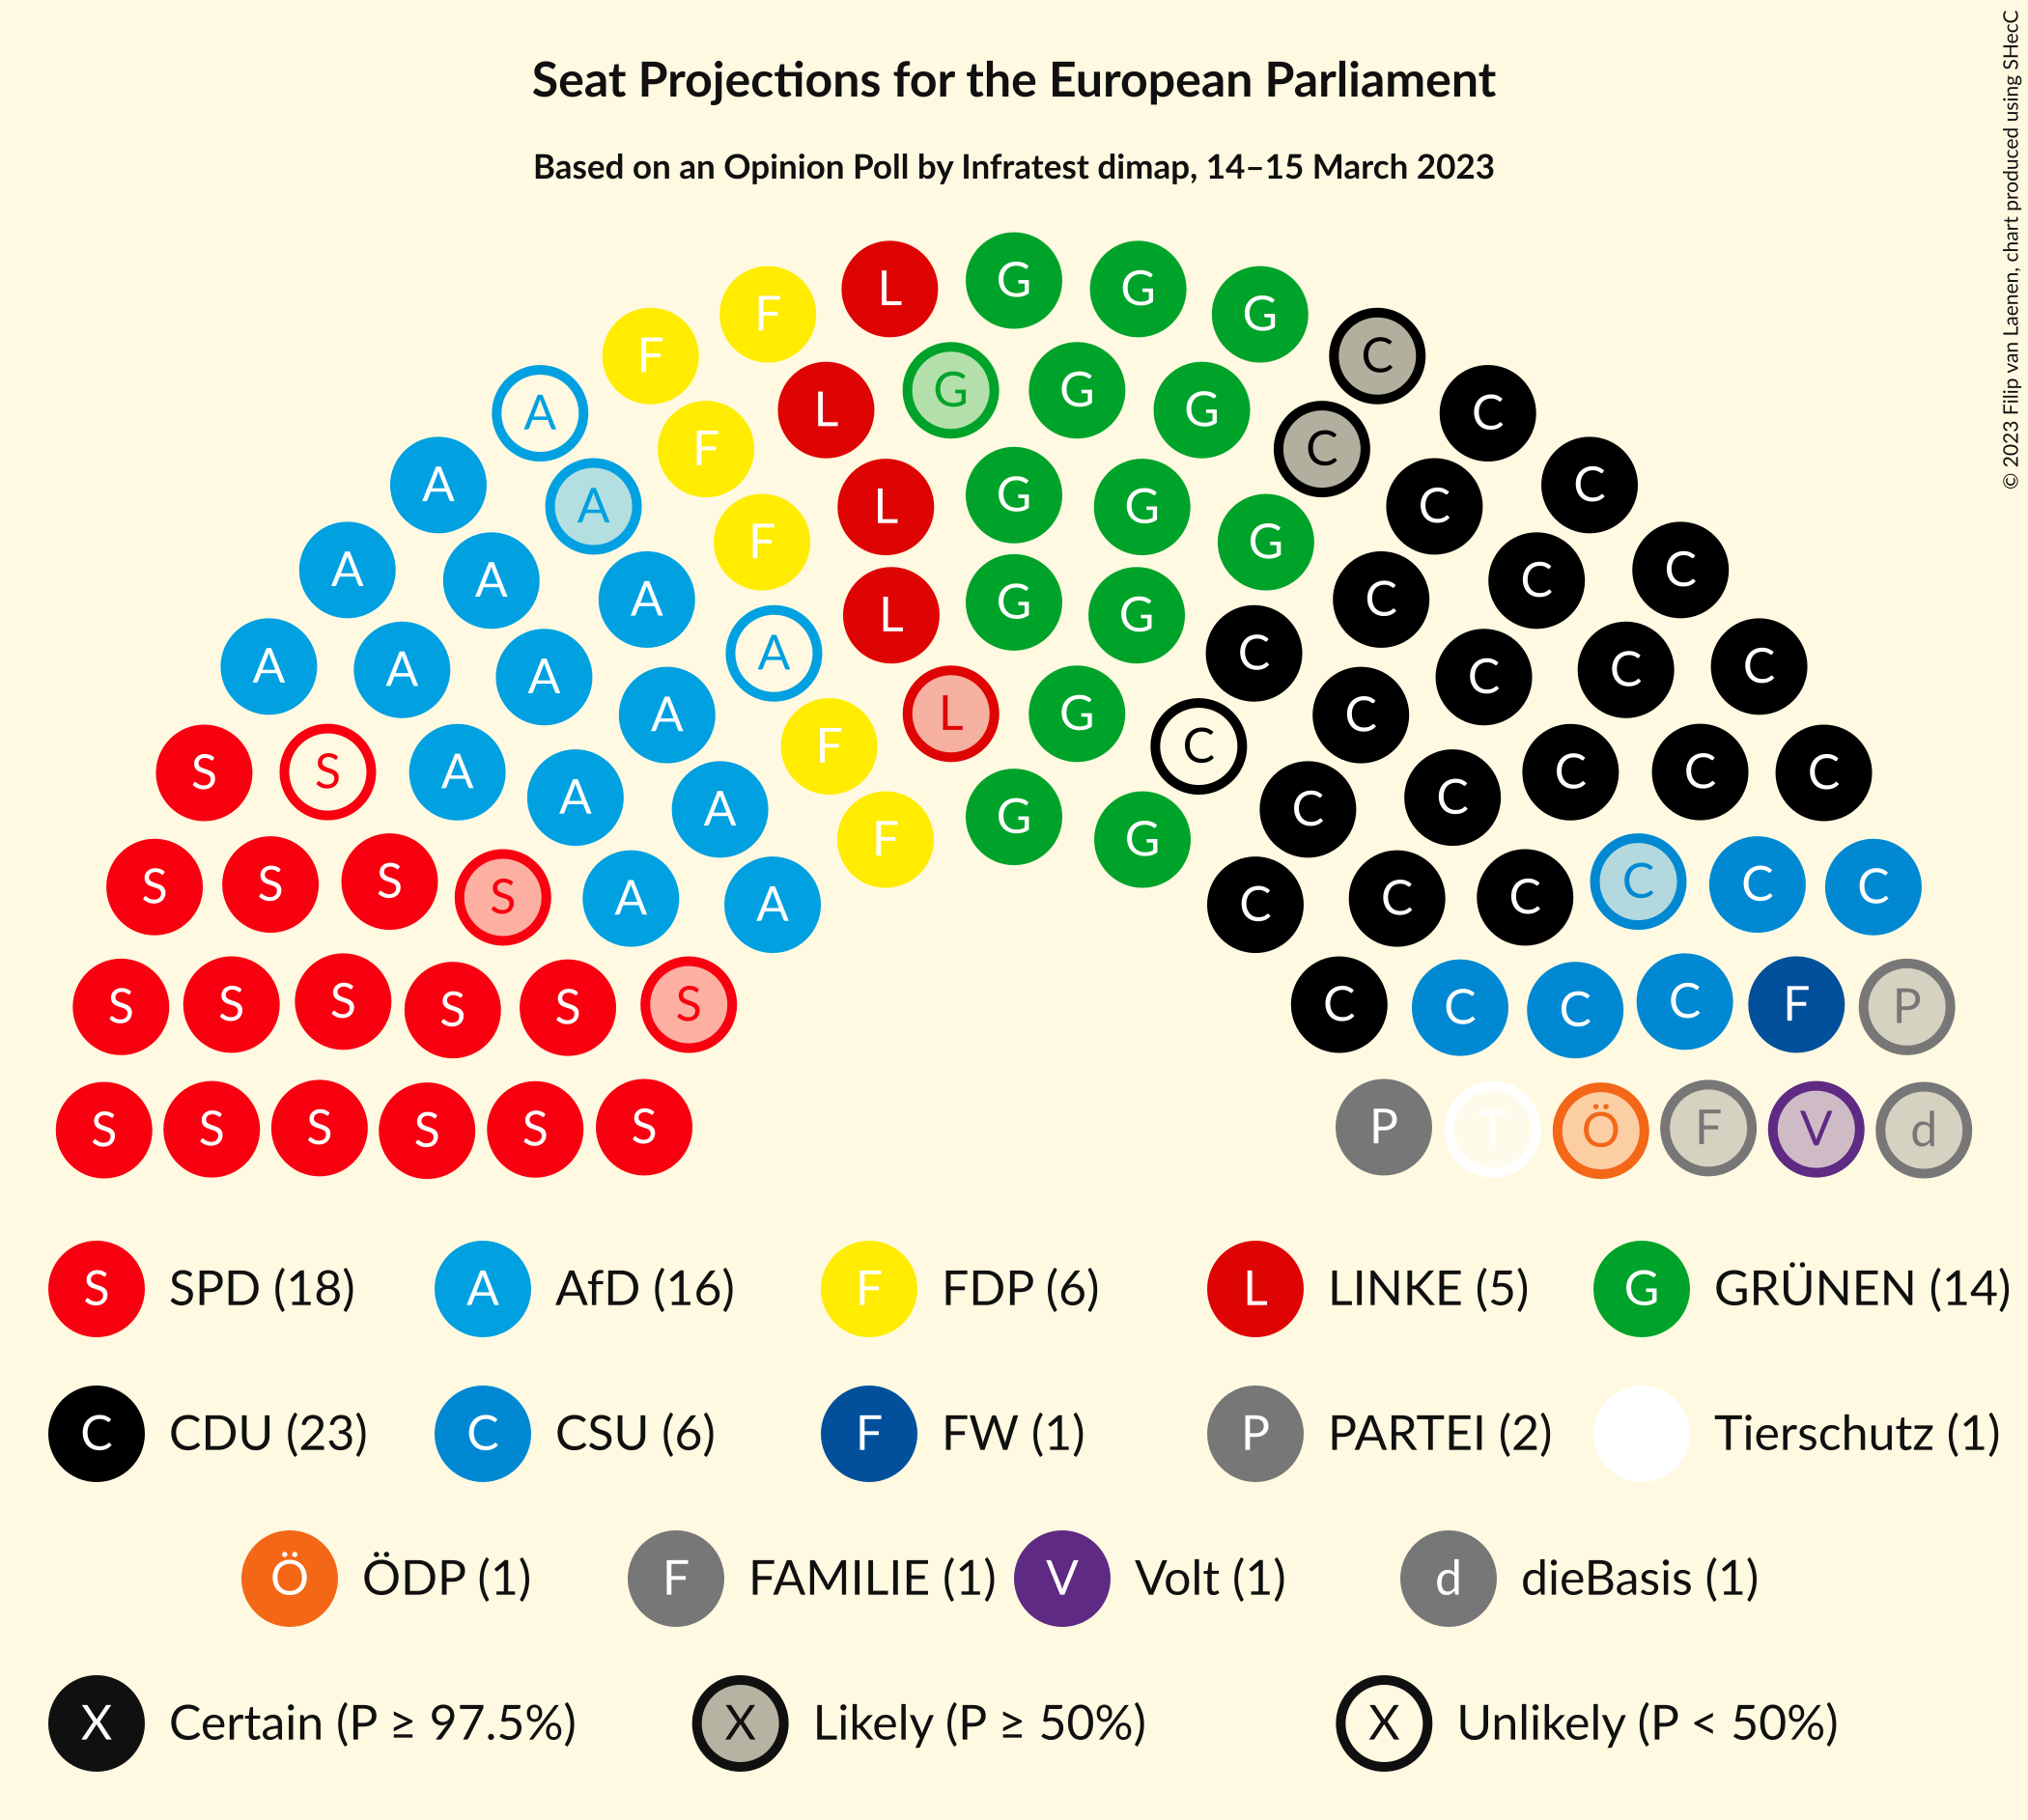 © 2023 Filip van Laenen, chart produced using SHecC
Seat Projections for the European Parliament
Based on an Opinion Poll by Infratest dimap, 14–15 March 2023
F L G G G
F C
A L G G G C
F C
A A L G G C C
F G
A A A L G G C C C
A A A A C C C C
A F L G C C
S S A A A G C C C C C
S S S S A A F G C C C C C C
S S S S S S C C C C F P
S S S S S S P T Ö F V d
S SPD (18) A AfD (16) F FDP (6) L LINKE (5) G GRÜNEN (14)
C CDU (23) C CSU (6) F FW (1) P PARTEI (2) Tierschutz (1)
Ö ÖDP (1) F FAMILIE (1) V Volt (1) d dieBasis (1)
X Certain (P ≥ 97.5%) X Likely (P ≥ 50%) X Unlikely (P < 50%)